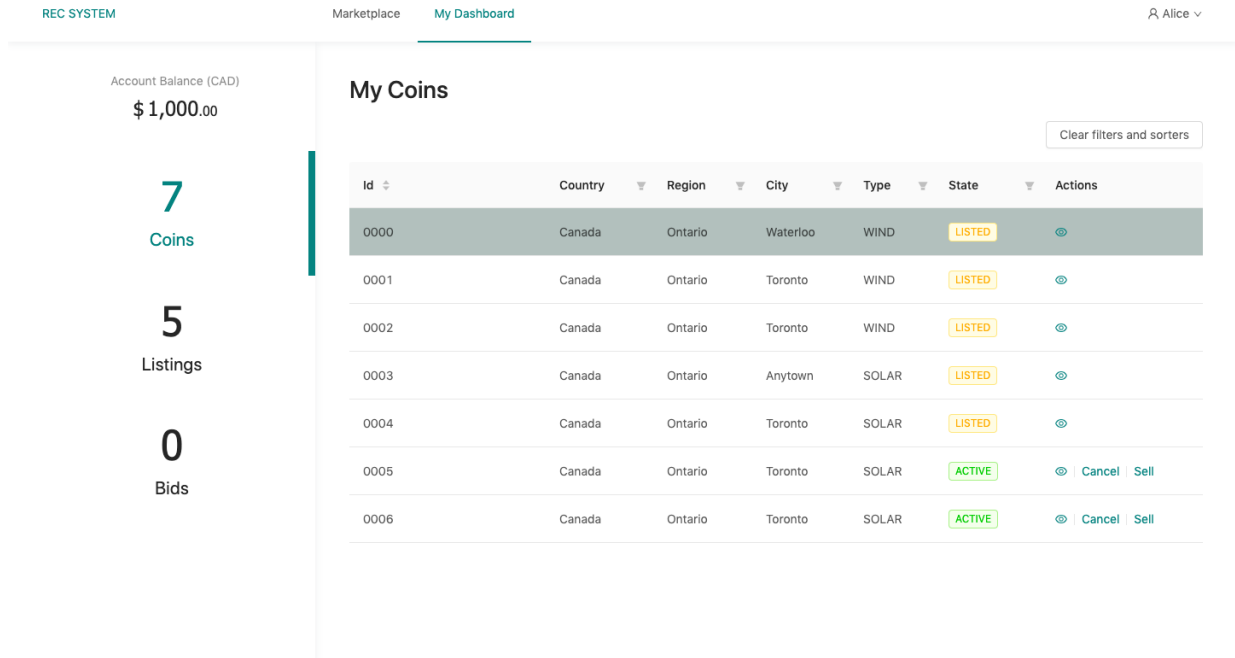 REC SYSTEM Marketplace My Dashboard Alice
Account Balance (CAD)
$ 1,000.00
7
Coins
5
Listings
0
Bids
My Coins
Clear filters and sorters
Id Country Region City Type State Actions
0000 Canada Ontario Waterloo WIND LISTED
0001 Canada Ontario Toronto WIND LISTED
0002 Canada Ontario Toronto WIND LISTED
0003 Canada Ontario Anytown SOLAR LISTED
0004 Canada Ontario Toronto SOLAR LISTED
0005 Canada Ontario Toronto SOLAR ACTIVE Cancel Sell
0006 Canada Ontario Toronto SOLAR ACTIVE Cancel Sell